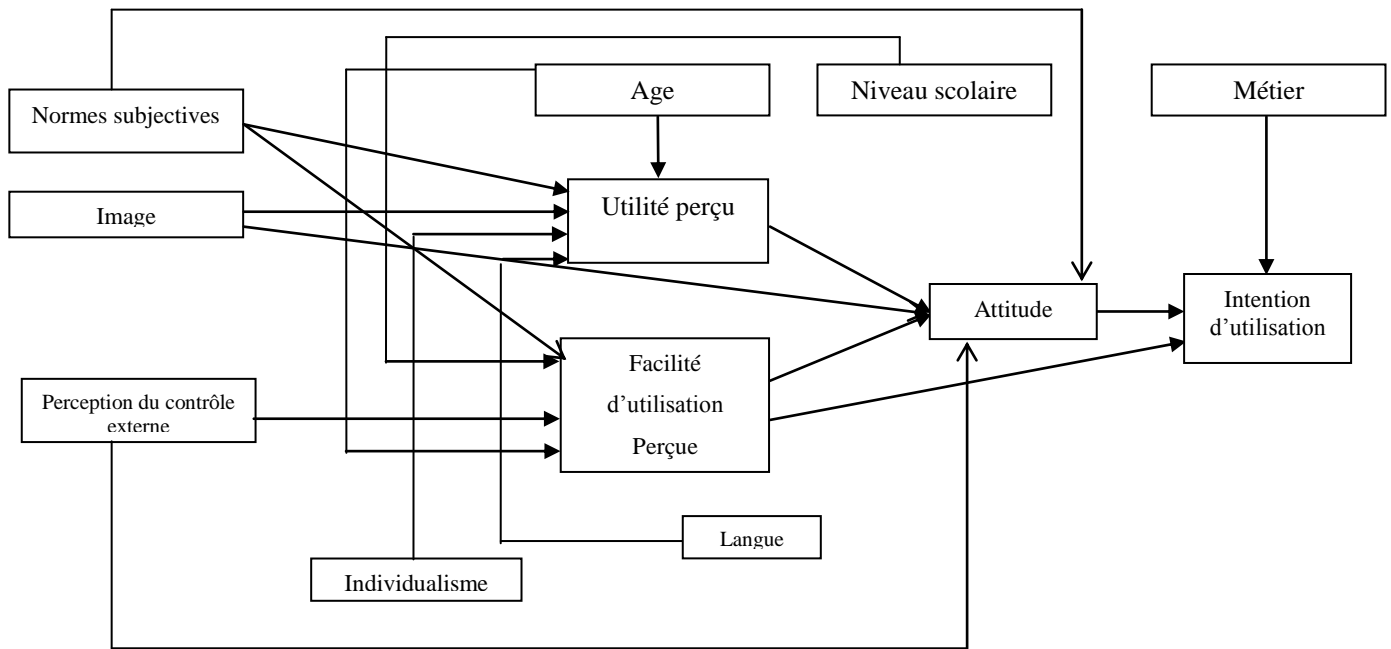 Age
Niveau scolaire
Métier
Normes subjectives
Image
Utilité perçu
Attitude
Intention
d’utilisation
Facilité
d’utilisation
Perçue
Perception du contrôle
externe
Langue
Individualisme